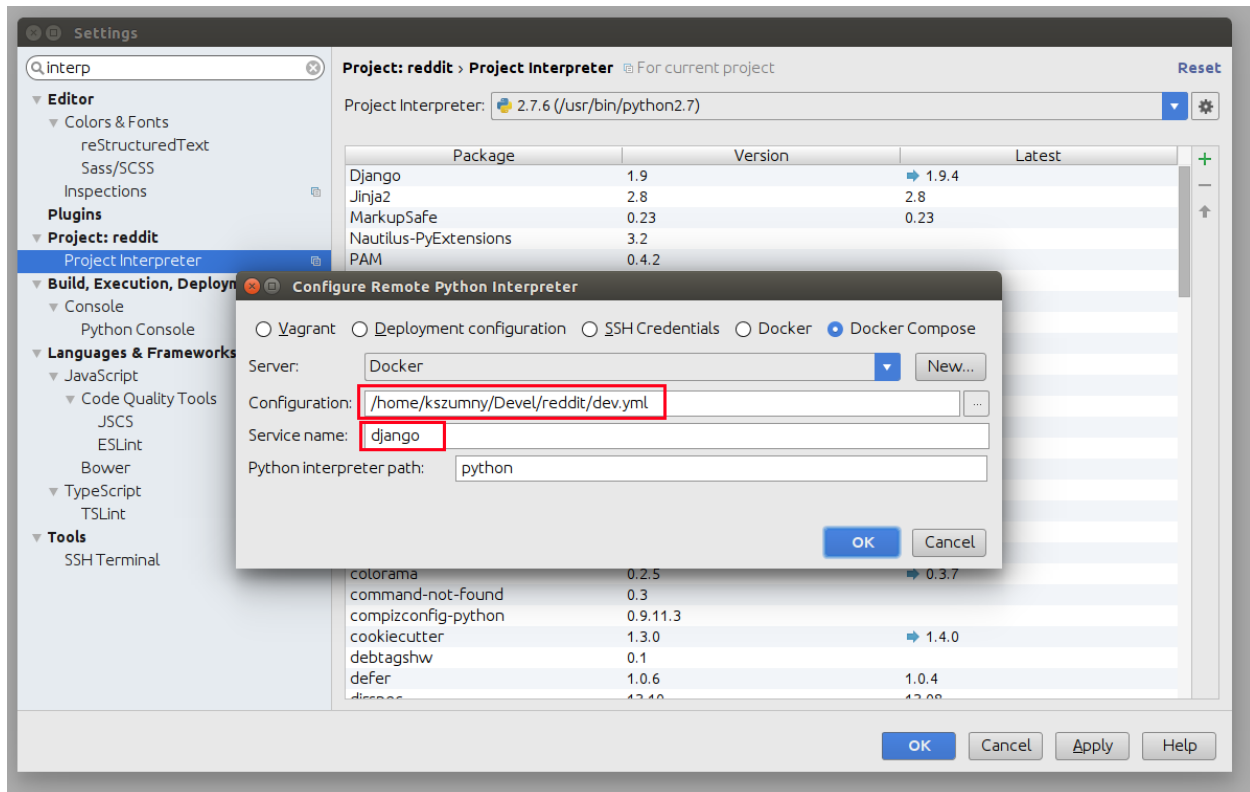 Settings
interp
Editor
Colors & Fonts
reStructuredText
Sass/SCSS
Inspections
Plugins
Project: reddit
Project Interpreter
Build, Execution, Deployn
Console
Python Console
Languages & Frameworks
JavaScript
Code Quality Tools
JSCS
ESLint
Bower
TypeScript
TSLint
Tools
SSH Terminal
Project: reddit › Project Interpreter For current project Reset
Project Interpreter: 2.7.6 (/usr/bin/python2.7)
Package Version Latest
Django 1.9 1.9.4
Jinja2 2.8 2.8
MarkupSafe 0.23 0.23
Nautilus-PyExtensions 3.2
PAM 0.4.2
Configure Remote Python Interpreter
Vagrant Deployment configuration SSH Credentials Docker Docker Compose
Server: Docker New...
Configuration: /home/kszumny/Devel/reddit/dev.yml ...
Service name: django
Python interpreter path: python
OK Cancel
colorama 0.2.5 0.3.7
command-not-found 0.3
compizconfig-python 0.9.11.3
cookiecutter 1.3.0 1.4.0
debtagshw 0.1
defer 1.0.6 1.0.4
OK Cancel Apply Help